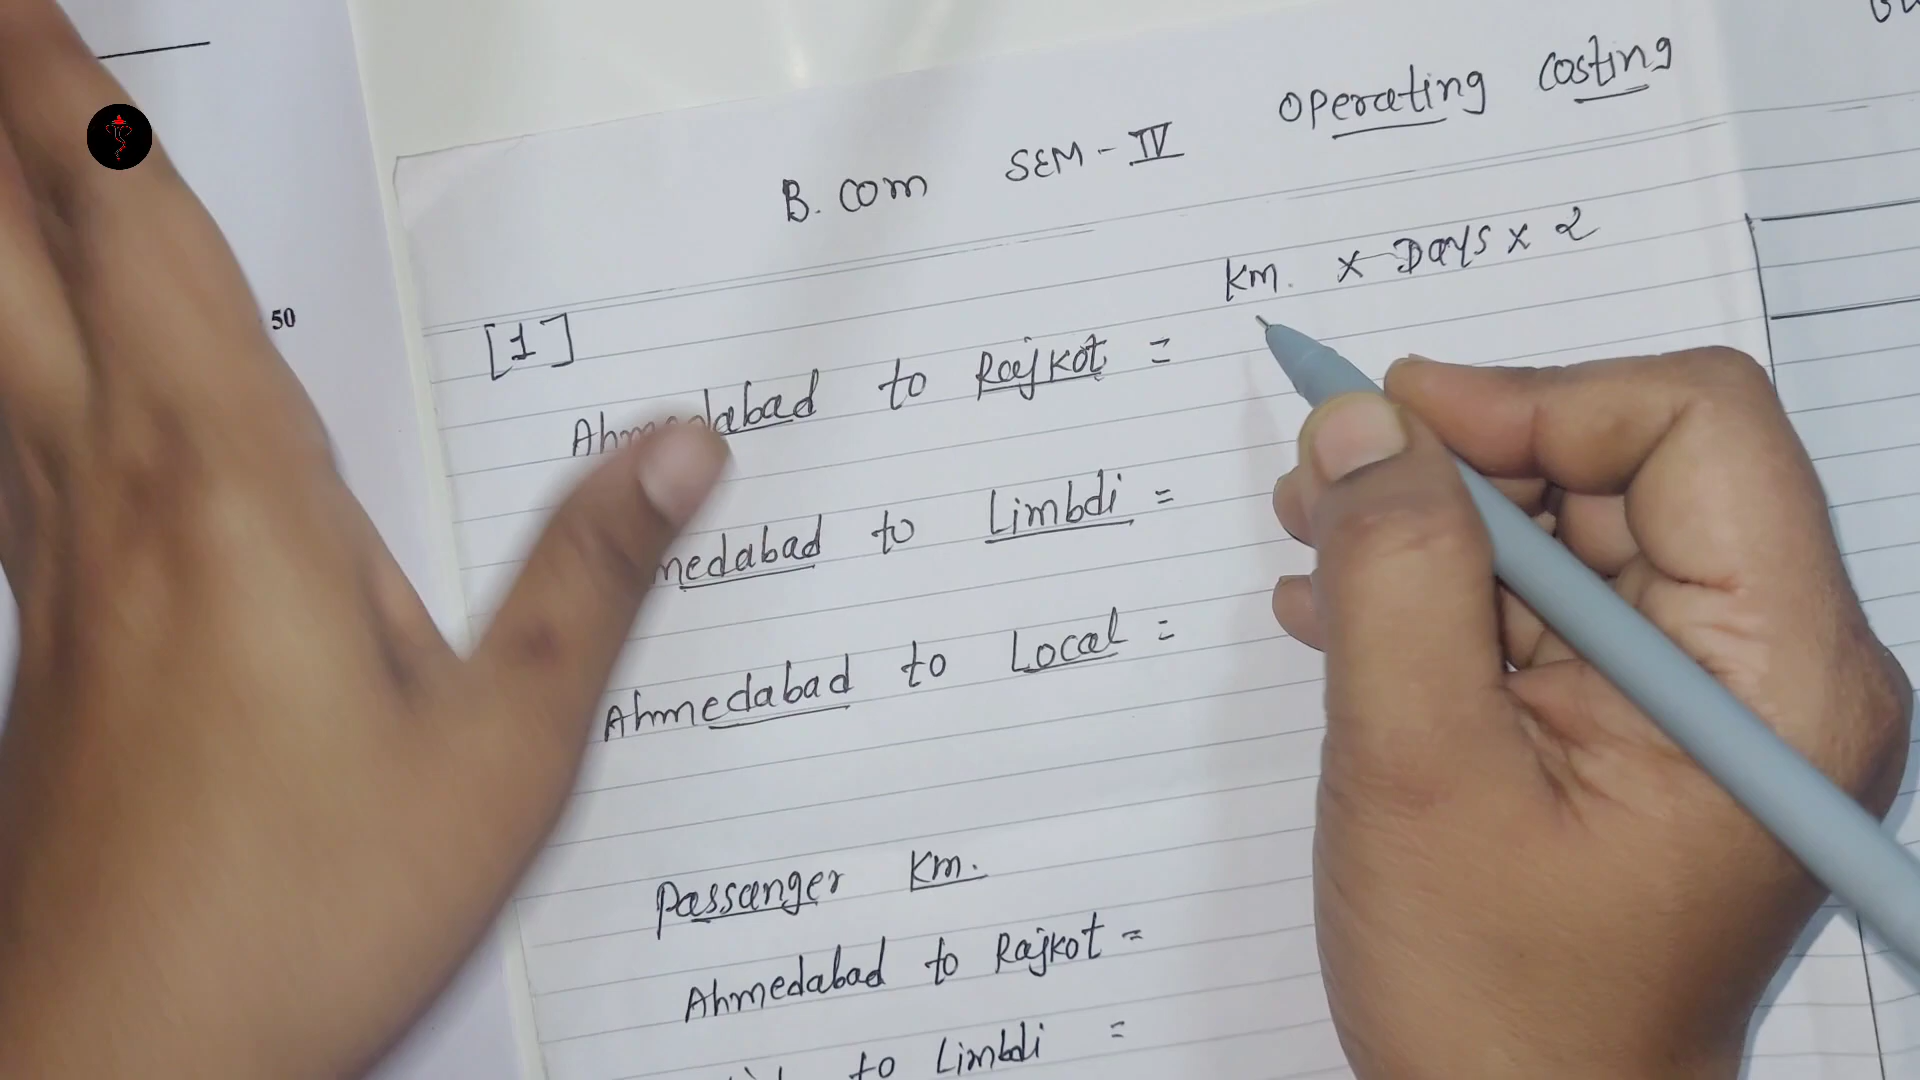 B. com SEM - IV Operating Costing
Km. x Days x 2
50
[1]
Ahmedabad to Rajkot =
medabad to Limbdi =
Ahmedabad to Local =
Passanger Km.
Ahmedabad to Rajkot =
to Limbdi =